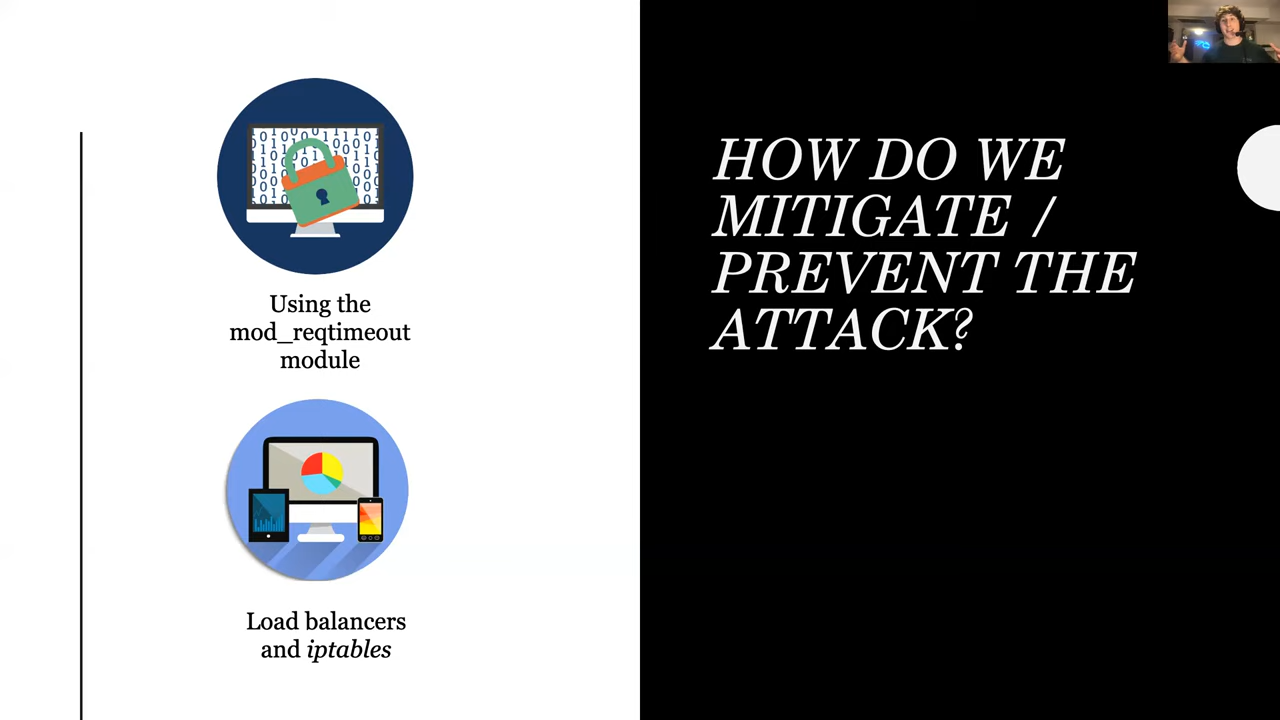 Using the
mod_reqtimeout
module
Load balancers
and iptables
HOW DO WE
MITIGATE /
PREVENT THE
ATTACK?